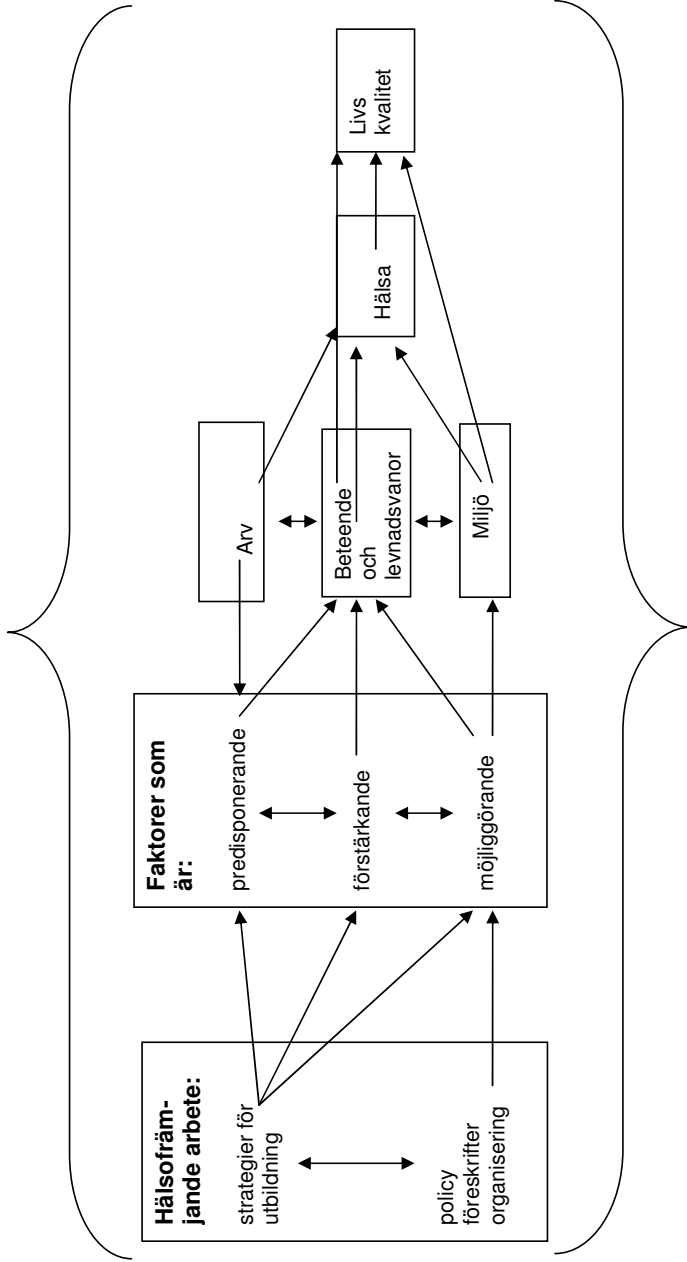 Hälsofräm-
jande arbete:
strategier för
utbildning
policy
föreskrifter
organisering
Faktorer som
är:
predisponerande
förstärkande
möjliggörande
Arv
Beteende
och
levnadsvanor
Miljö
Hälsa
Livs
kvalitet